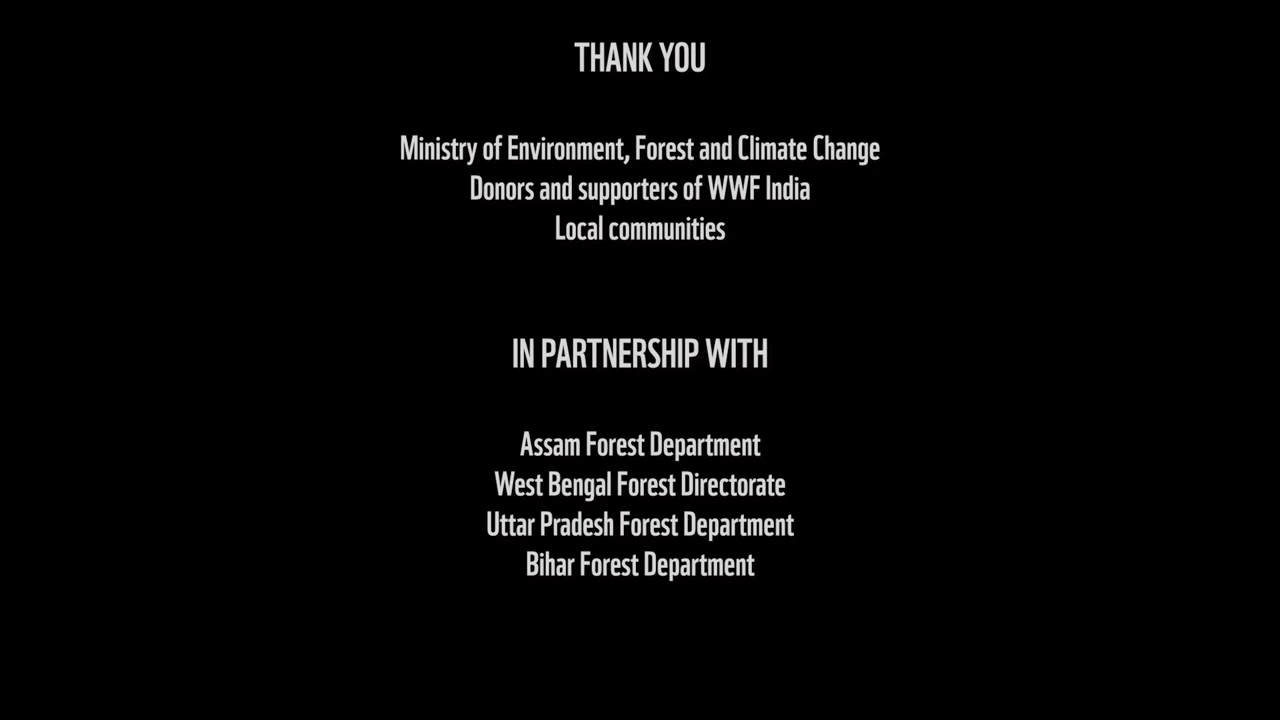 THANK YOU
Ministry of Environment, Forest and Climate Change
Donors and supporters of WWF India
Local communities
IN PARTNERSHIP WITH
Assam Forest Department
West Bengal Forest Directorate
Uttar Pradesh Forest Department
Bihar Forest Department